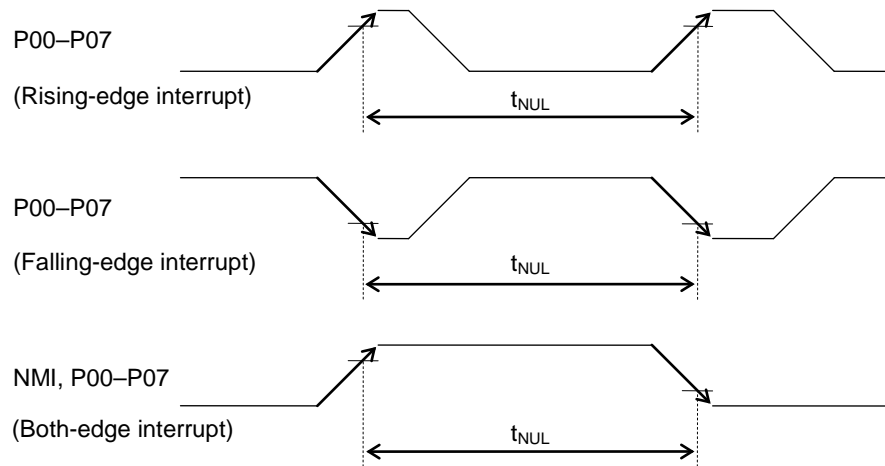 P00–P07
(Rising-edge interrupt)
tNUL
P00–P07
(Falling-edge interrupt)
tNUL
NMI, P00–P07
(Both-edge interrupt)
tNUL